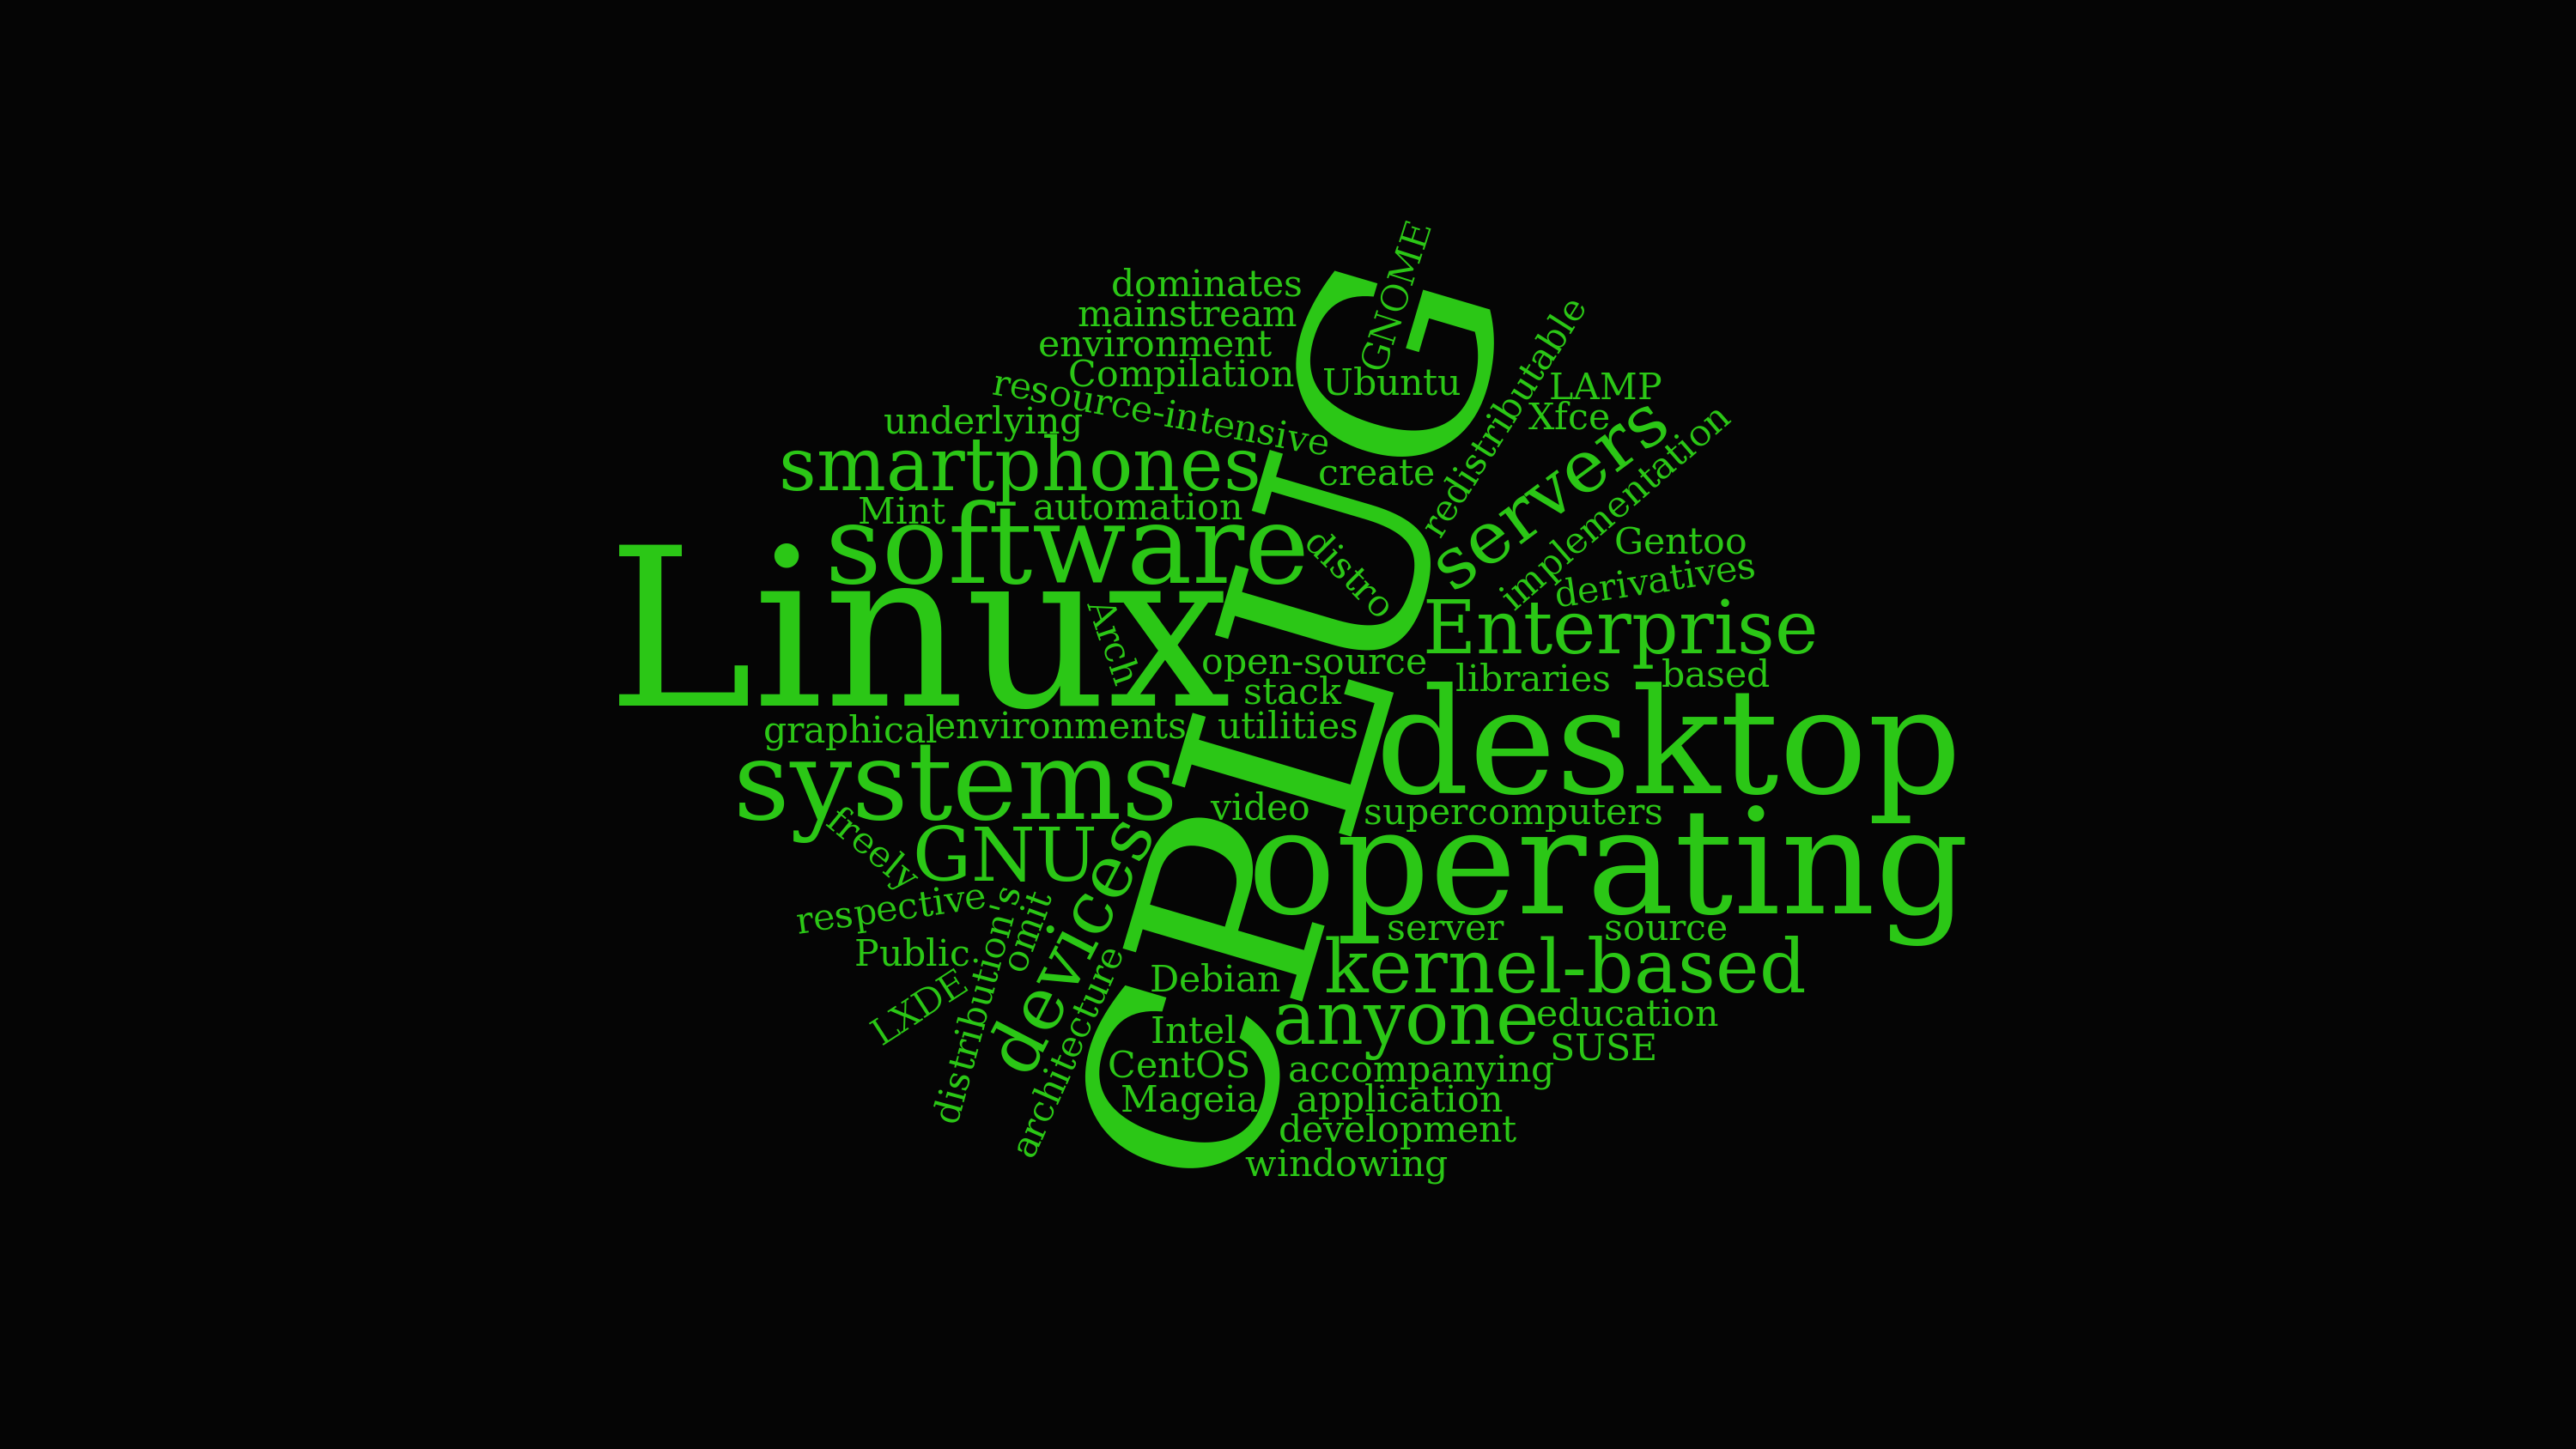 GNOME
dominates
mainstream
environment
Compilation
resource-intensive
Ubuntu
redistributable
LAMP
Xfce
underlying
smartphones
create
servers
implementation
Mint
automation
software
distro
Gentoo
derivatives
Linux
Arch
CPLUG
Enterprise
open-source
libraries
based
stack
graphical
environments
utilities
desktop
systems
video
supercomputers
freely
GNU
devices
operating
respective
distribution's
omit
server
source
Public
architecture
Debian
kernel-based
LXDE
Intel
anyone
education
SUSE
CentOS
accompanying
Mageia
application
development
windowing